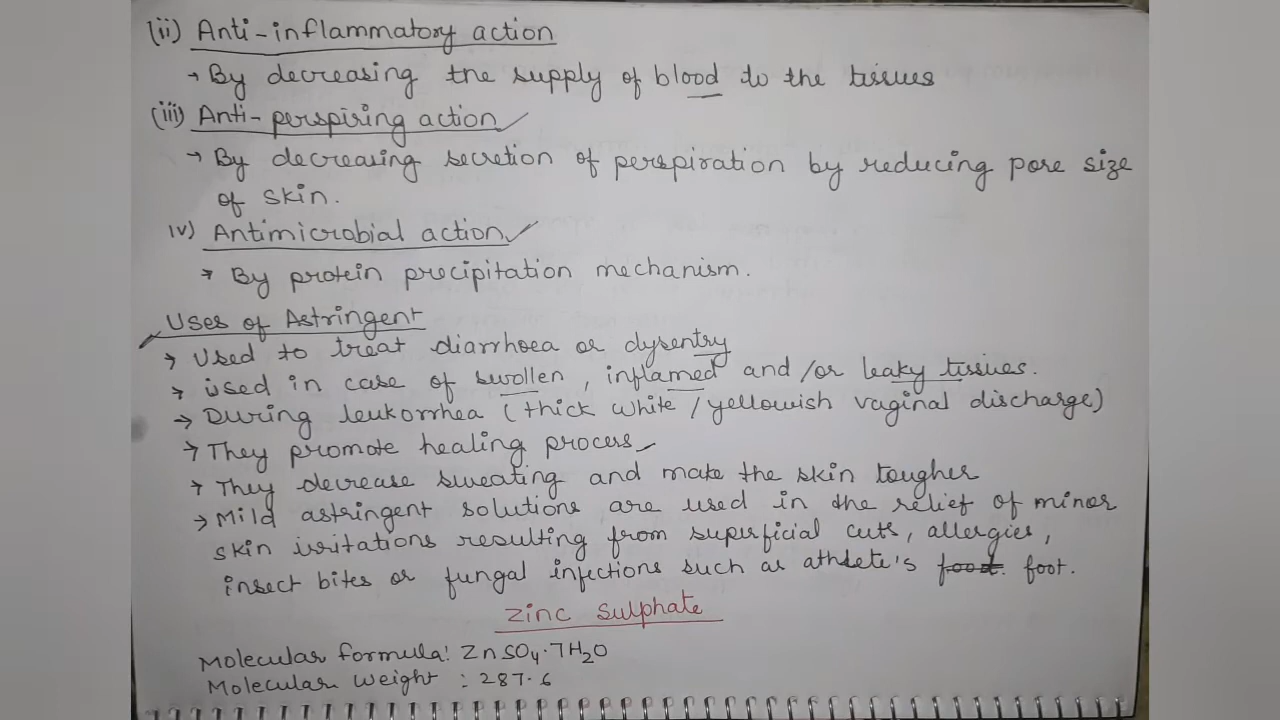 (ii) Anti-inflammatory action
→ By decreasing the supply of blood to the tissues
(iii) Anti-perspiring action
→ By decreasing secretion of perspiration by reducing pore size
of skin.
iv) Antimicrobial action
→ By protein precipitation mechanism.
Uses of Astringent
→ Used to treat diarrhoea or dysentry
→ used in case of swollen, inflamed and /or leaky tissues.
→ During leukorrhea (thick white /yellowish vaginal discharge)
→ They promote healing process
→ They decrease sweating and make the skin tougher
→ Mild astringent solutions are used in the relief of minor
skin irritations resulting from superficial cuts, allergies,
insect bites or fungal infections such as athlete's foot. foot.
Zinc Sulphate
Molecular formula: ZnSO₄·7H₂O
Molecular weight : 287.6